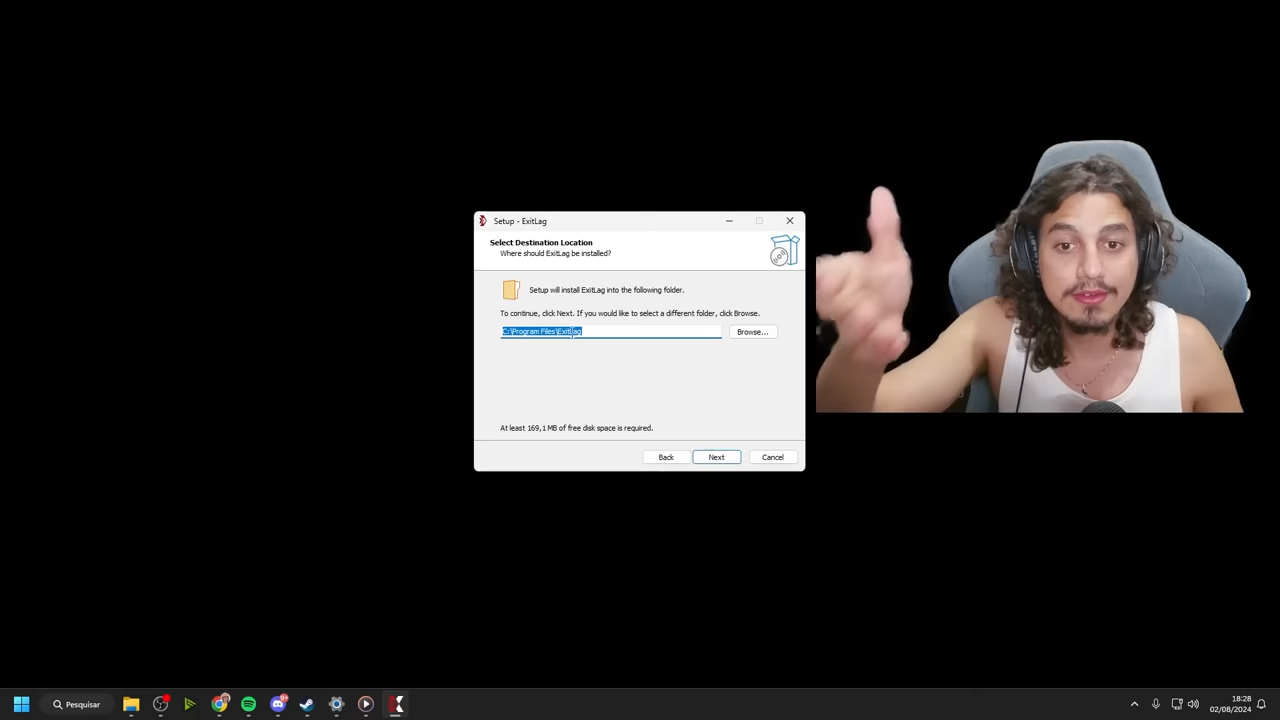 Setup - ExitLag
Select Destination Location
Where should ExitLag be installed?
Setup will install ExitLag into the following folder.
To continue, click Next. If you would like to select a different folder, click Browse.
C:\Program Files\ExitLag
Browse...
At least 169,1 MB of free disk space is required.
Back
Next
Cancel
Pesquisar
9+
18:28
02/08/2024